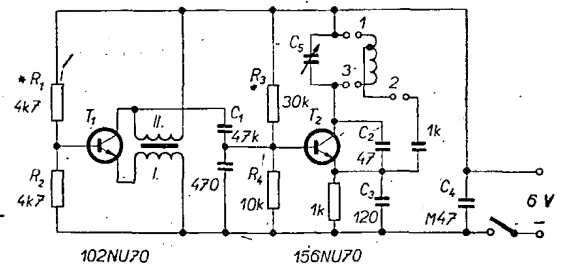 1
C5
3
2
* R1
4k7
T1
II.
I.
C1
47k
R3
*
30k
T2
C2
47
1k
R2
4k7
470
R4
10k
1k
C3
120
C4
M47
6 V
–
102NU70
156NU70